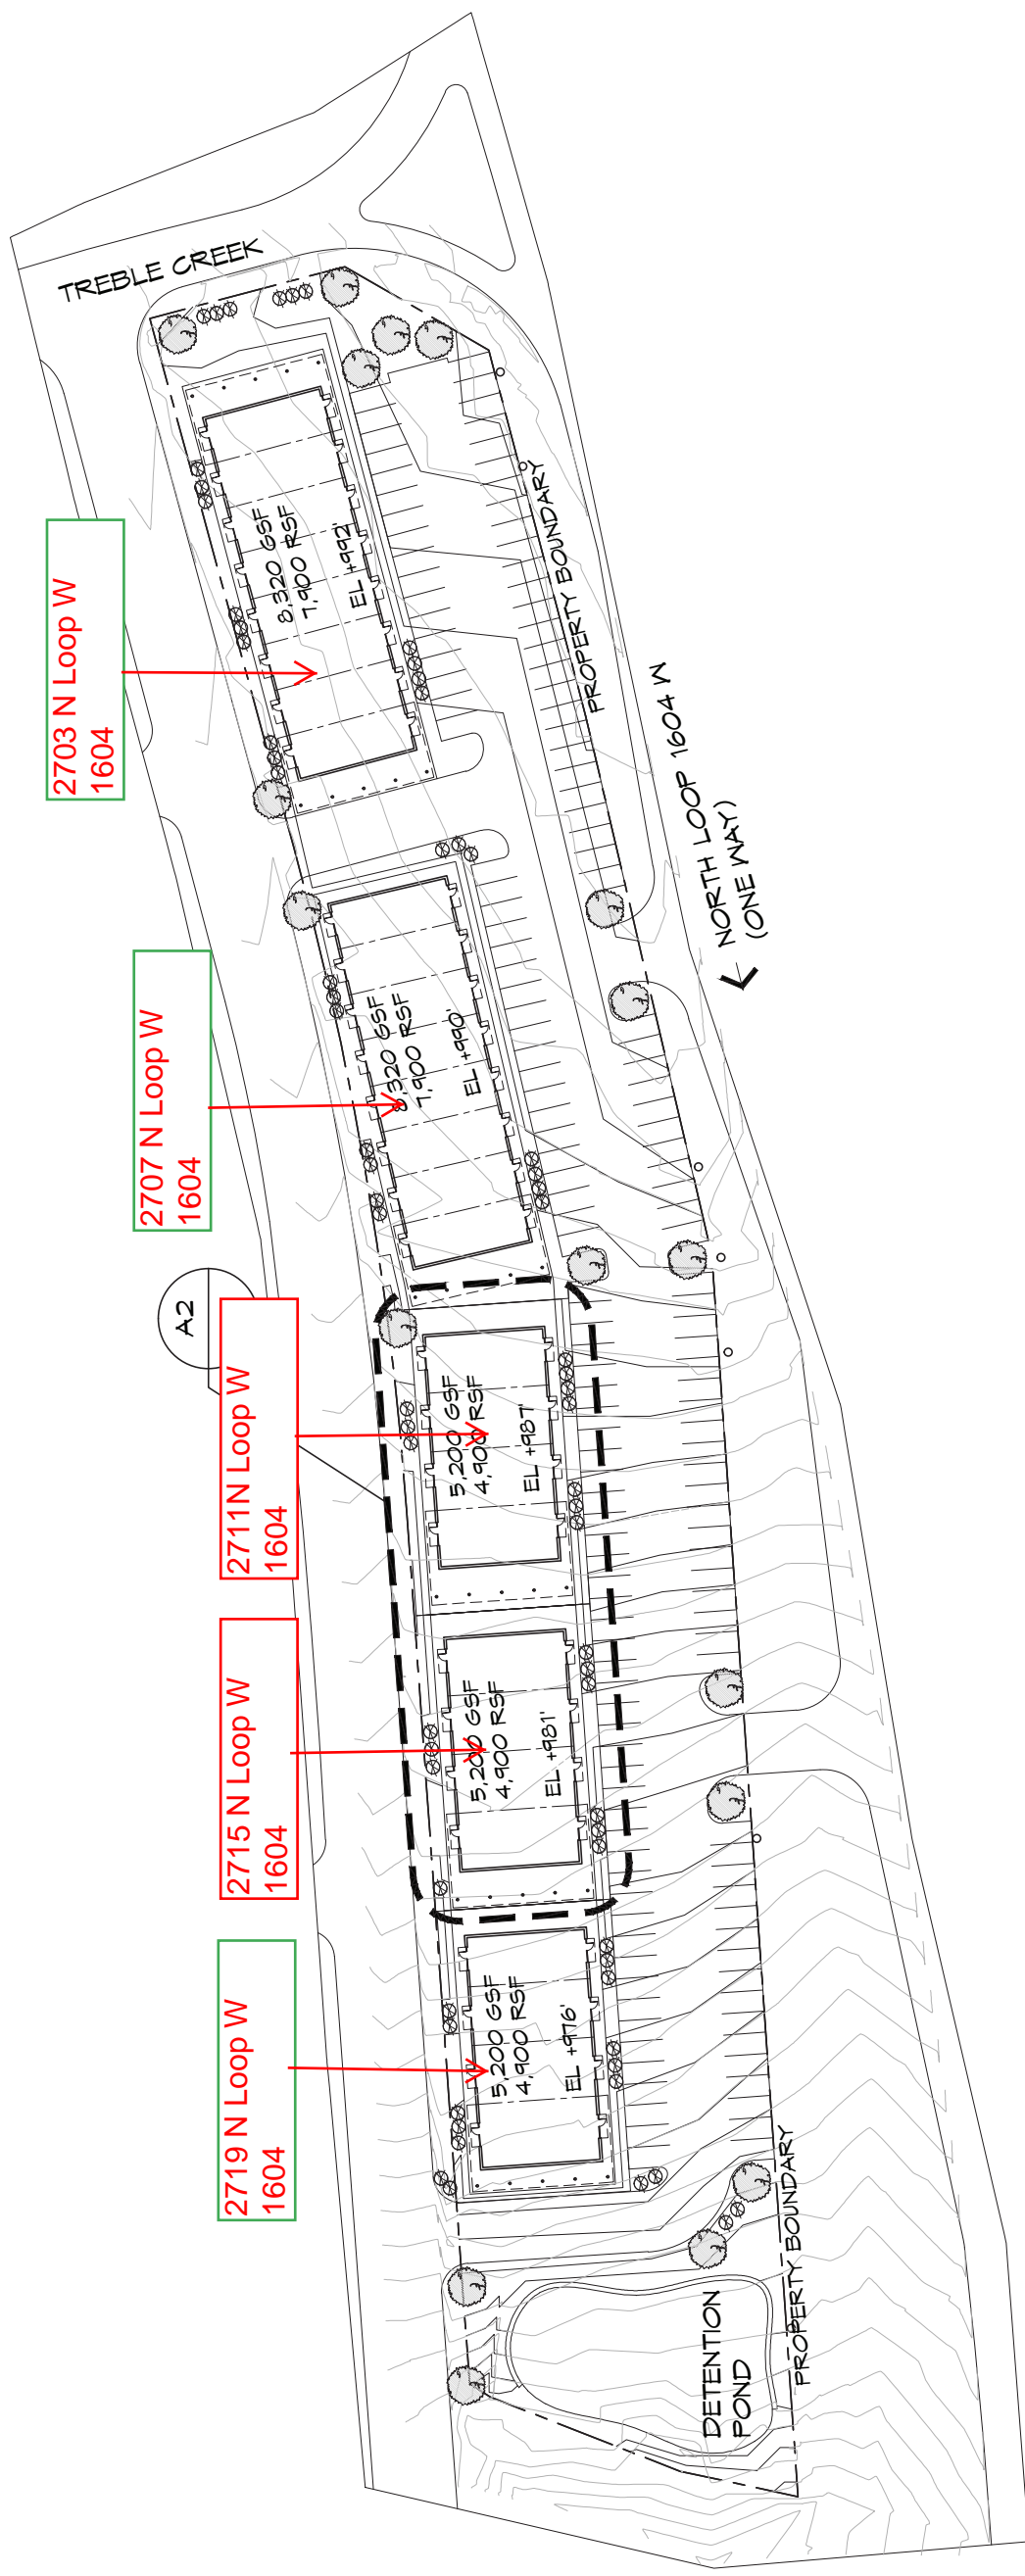 TREBLE CREEK
2703 N Loop W
1604
8,320 GSF
7,900 RSF
EL +992'
PROPERTY BOUNDARY
NORTH LOOP 1604 W
(ONE WAY)
2707 N Loop W
1604
8,320 GSF
7,900 RSF
EL +990'
A2
2711N Loop W
1604
5,200 GSF
4,900 RSF
EL +987'
2715 N Loop W
1604
5,200 GSF
4,900 RSF
EL +981'
2719 N Loop W
1604
5,200 GSF
4,900 RSF
EL +976'
PROPERTY BOUNDARY
DETENTION
POND